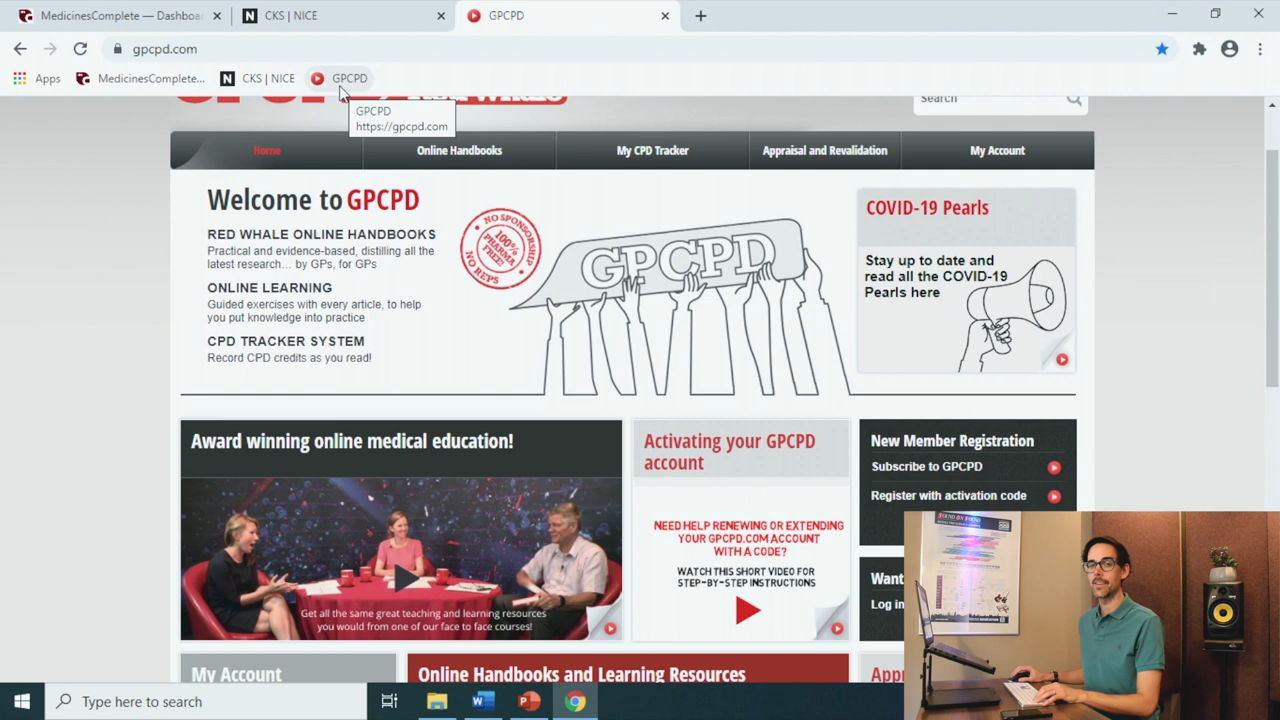 MedicinesComplete — Dashboar
CKS | NICE
GPCPD
gpcpd.com
Apps
MedicinesComplete...
CKS | NICE
GPCPD
GPCPD
https://gpcpd.com
Search
Home
Online Handbooks
My CPD Tracker
Appraisal and Revalidation
My Account
Welcome to GPCPD
RED WHALE ONLINE HANDBOOKS
Practical and evidence-based, distilling all the
latest research... by GPs, for GPs
ONLINE LEARNING
Guided exercises with every article, to help
you put knowledge into practice
CPD TRACKER SYSTEM
Record CPD credits as you read!
NO SPONSORSHIP
100%
PHARMA
FREE!
NO REPS
GPCPD
COVID-19 Pearls
Stay up to date and
read all the COVID-19
Pearls here
Award winning online medical education!
Get all the same great teaching and learning resources
you would from one of our face to face courses!
Activating your GPCPD
account
NEED HELP RENEWING OR EXTENDING
YOUR GPCPD.COM ACCOUNT
WITH A CODE?
WATCH THIS SHORT VIDEO FOR
STEP-BY-STEP INSTRUCTIONS
New Member Registration
Subscribe to GPCPD
Register with activation code
Want
Log in
My Account
Online Handbooks and Learning Resources
Appr
Type here to search